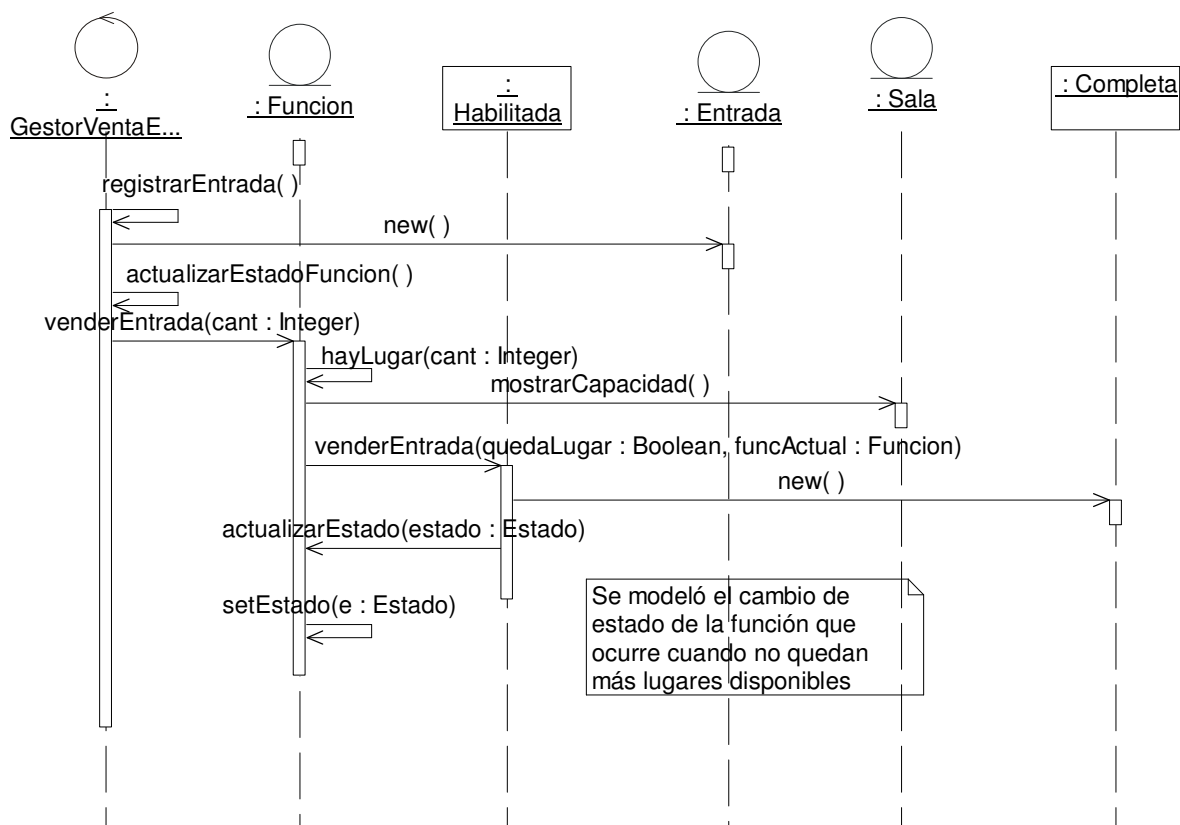 :
GestorVentaE...
: Funcion
:
Habilitada
: Entrada
: Sala
: Completa
registrarEntrada( )
new( )
actualizarEstadoFuncion( )
venderEntrada(cant : Integer)
hayLugar(cant : Integer)
mostrarCapacidad( )
venderEntrada(quedaLugar : Boolean, funcActual : Funcion)
new( )
actualizarEstado(estado : Estado)
setEstado(e : Estado)
Se modeló el cambio de
estado de la función que
ocurre cuando no quedan
más lugares disponibles